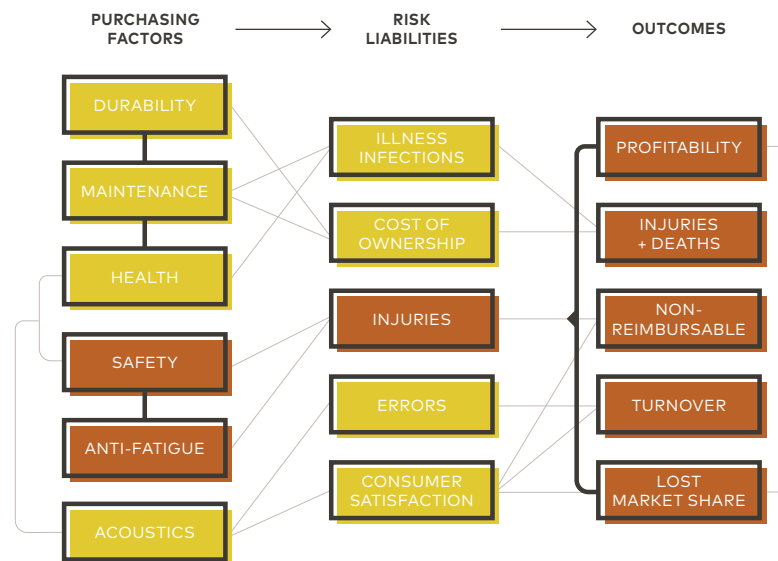 PURCHASING
FACTORS
RISK
LIABILITIES
OUTCOMES
DURABILITY
MAINTENANCE
HEALTH
SAFETY
ANTI-FATIGUE
ACOUSTICS
ILLNESS
INFECTIONS
COST OF
OWNERSHIP
INJURIES
ERRORS
CONSUMER
SATISFACTION
PROFITABILITY
INJURIES
+ DEATHS
NON-
REIMBURSABLE
TURNOVER
LOST
MARKET SHARE